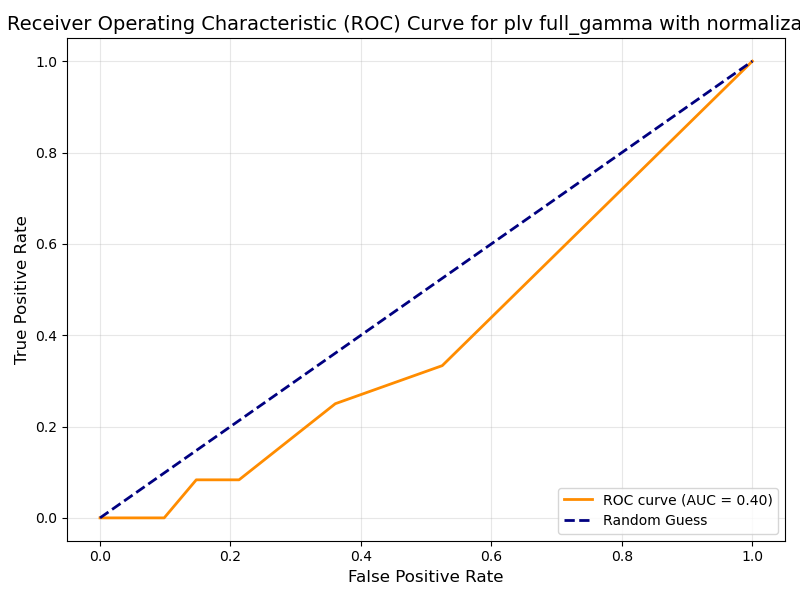 Receiver Operating Characteristic (ROC) Curve for plv full_gamma with normaliza
1.0
0.8
0.6
0.4
0.2
0.0
True Positive Rate
0.0 0.2 0.4 0.6 0.8 1.0
False Positive Rate
ROC curve (AUC = 0.40)
Random Guess